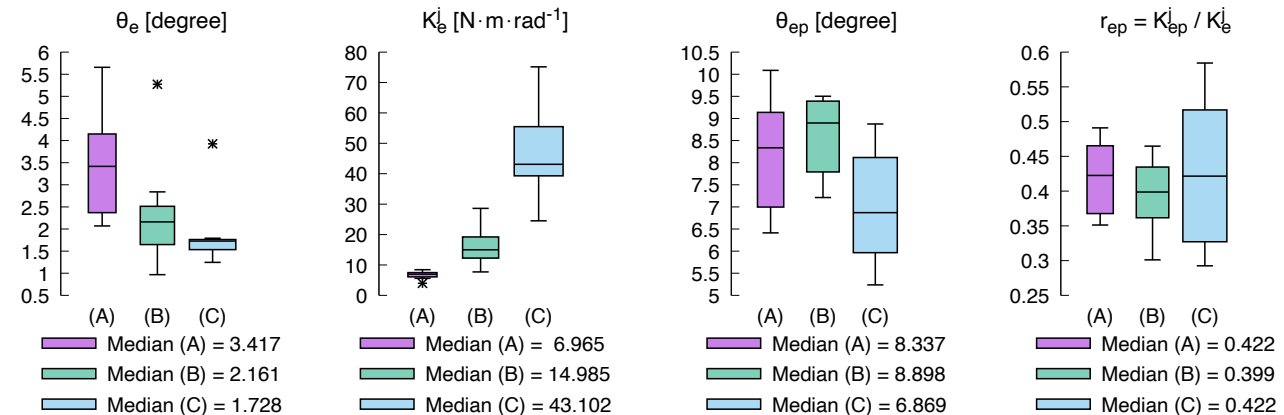 θe [degree]
6
5.5
5
4.5
4
3.5
3
2.5
2
1.5
1
0.5
(A) (B) (C)
Median (A) = 3.417
Median (B) = 2.161
Median (C) = 1.728
K_e^j [N·m·rad⁻¹]
80
70
60
50
40
30
20
10
0
(A) (B) (C)
Median (A) = 6.965
Median (B) = 14.985
Median (C) = 43.102
θep [degree]
10.5
10
9.5
9
8.5
8
7.5
7
6.5
6
5.5
5
(A) (B) (C)
Median (A) = 8.337
Median (B) = 8.898
Median (C) = 6.869
r_ep = K_ep^j / K_e^j
0.6
0.55
0.5
0.45
0.4
0.35
0.3
0.25
(A) (B) (C)
Median (A) = 0.422
Median (B) = 0.399
Median (C) = 0.422